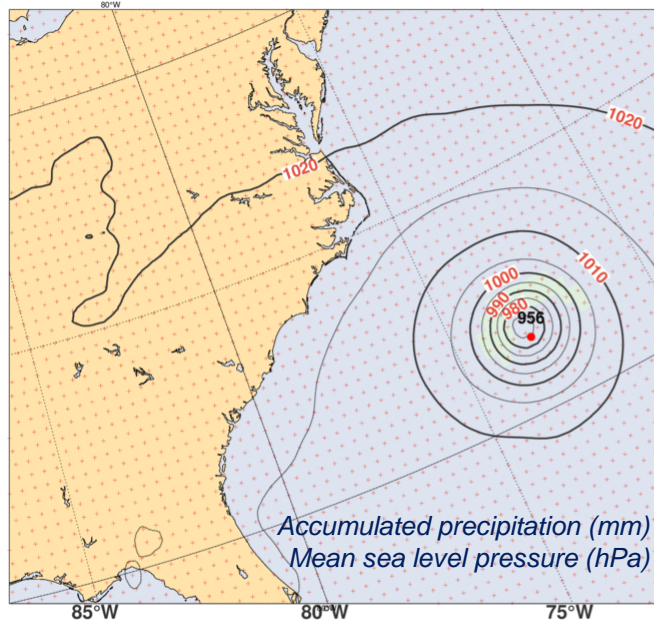 80°W
1020
1020
1010
1000
990
980
956
Accumulated precipitation (mm)
Mean sea level pressure (hPa)
85°W 80°W 75°W